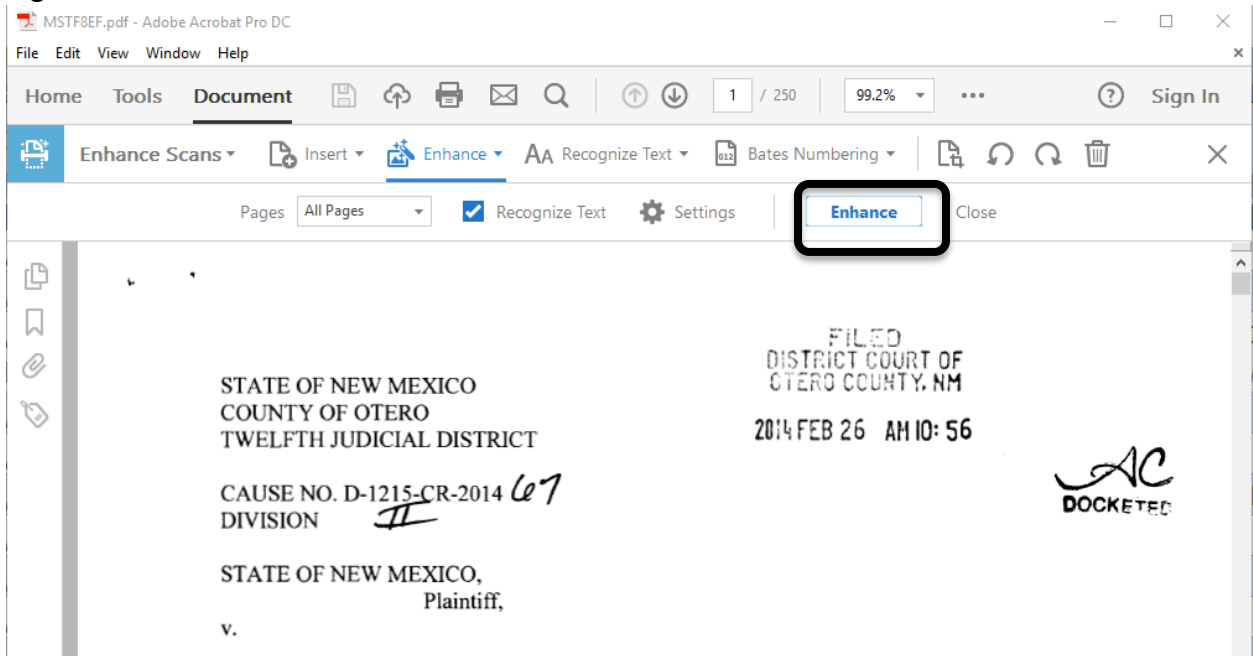 MSTF8EF.pdf - Adobe Acrobat Pro DC
File Edit View Window Help
Home Tools Document 1 / 250 99.2% Sign In
Enhance Scans Insert Enhance Recognize Text Bates Numbering
Pages All Pages Recognize Text Settings Enhance Close
FILED
DISTRICT COURT OF
OTERO COUNTY, NM
2014 FEB 26 AM 10: 56
AC
DOCKETED
STATE OF NEW MEXICO
COUNTY OF OTERO
TWELFTH JUDICIAL DISTRICT
CAUSE NO. D-1215-CR-2014 67
DIVISION II
STATE OF NEW MEXICO,
Plaintiff,
v.